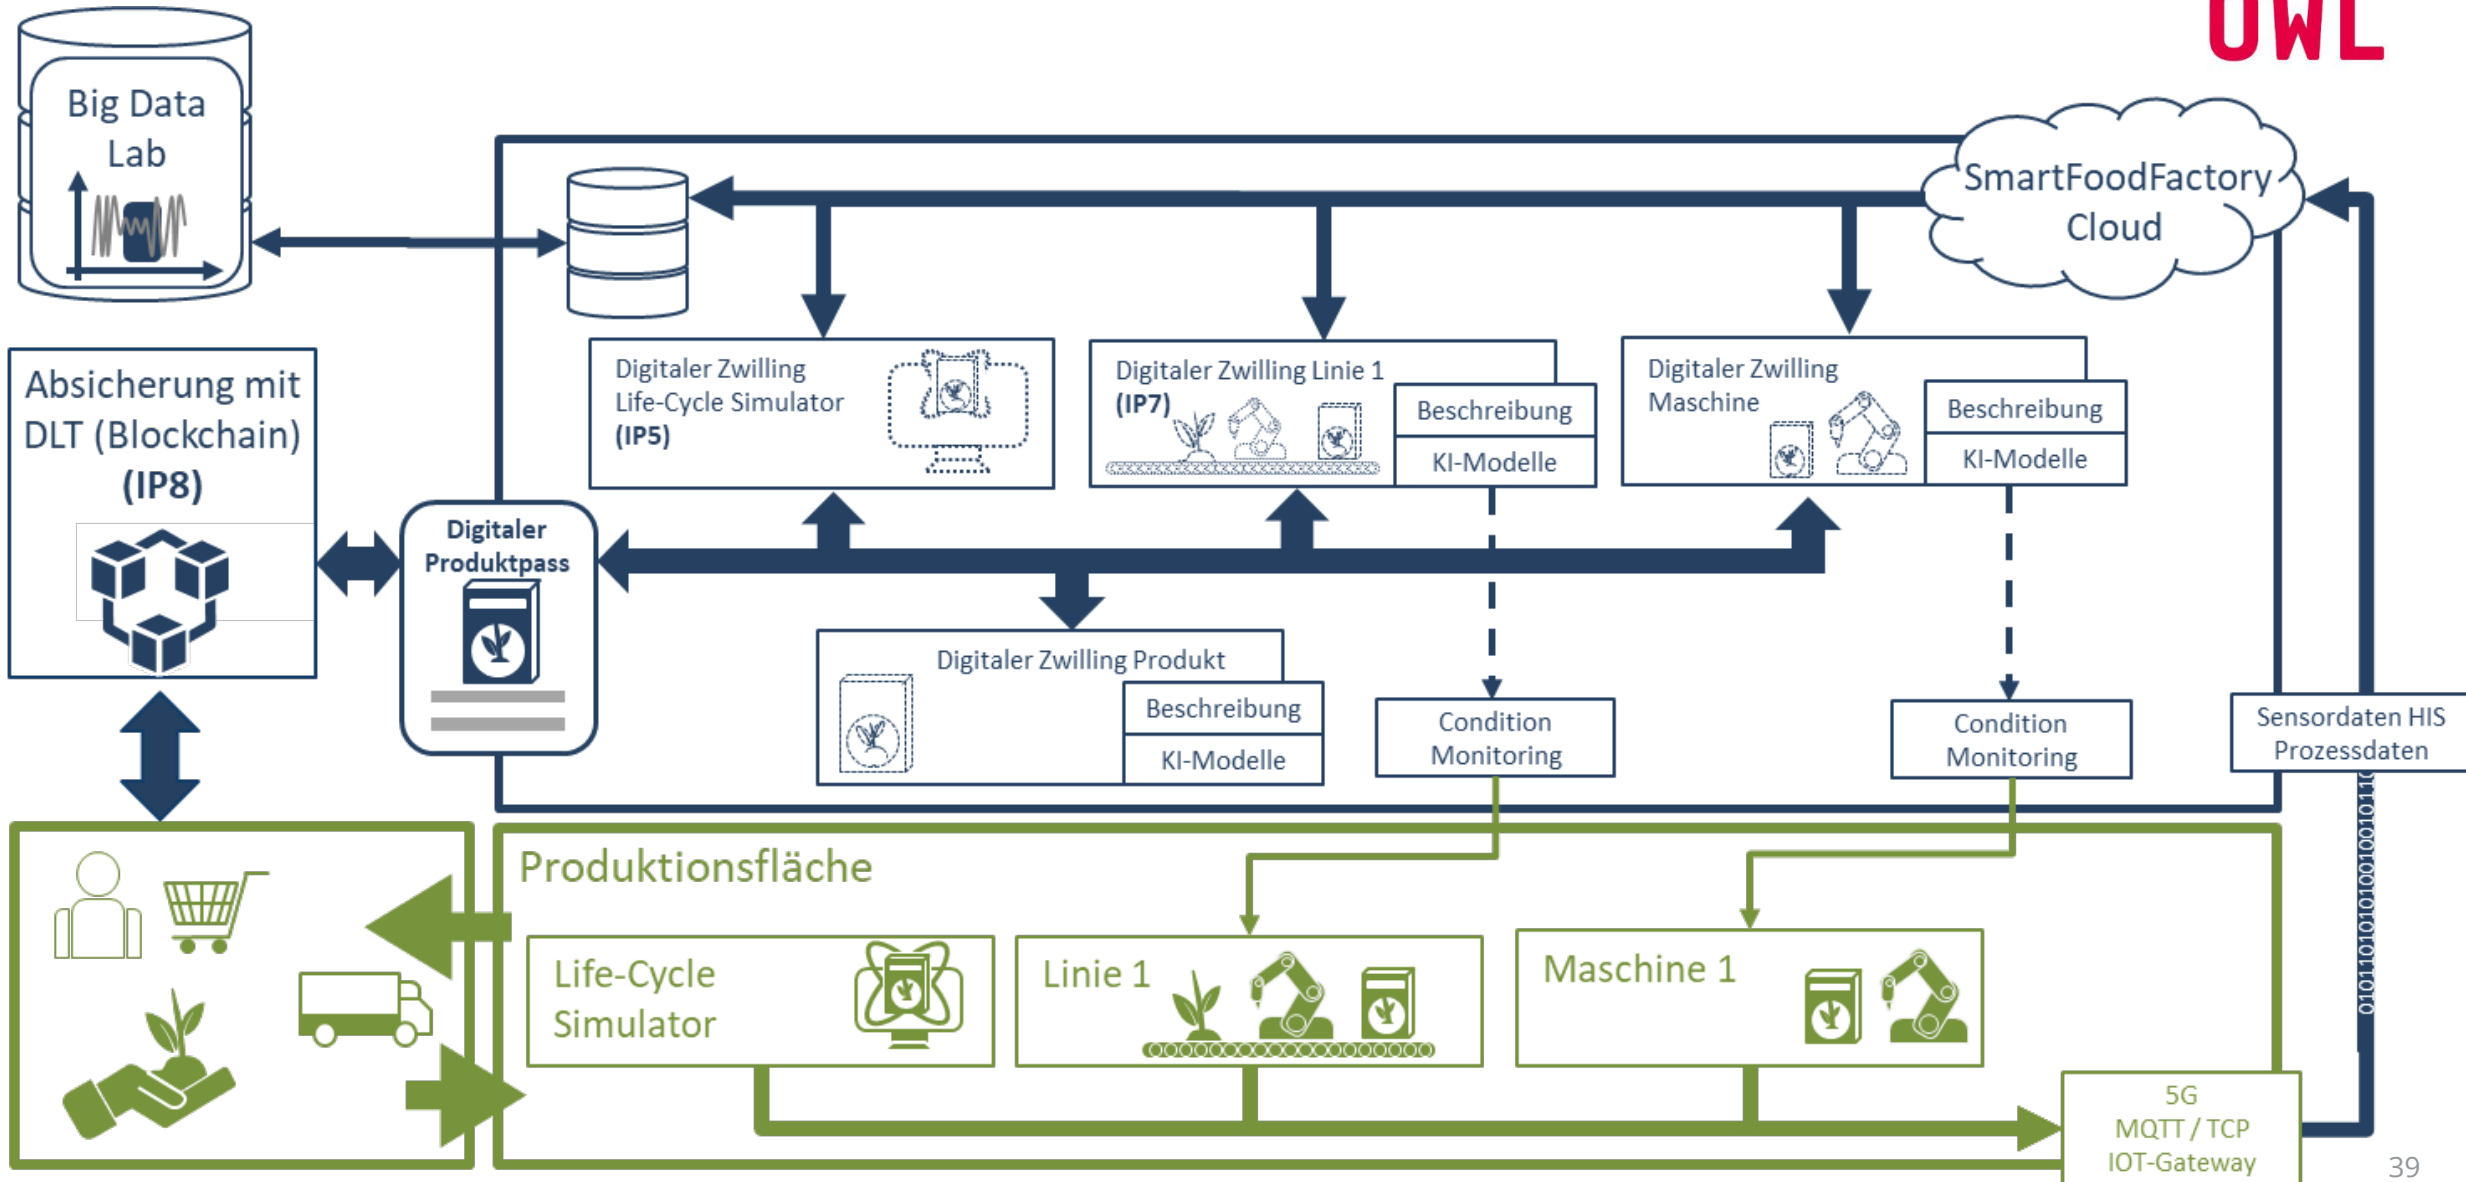 OWL
Big Data
Lab
SmartFoodFactory
Cloud
Absicherung mit
DLT (Blockchain)
(IP8)
Digitaler Zwilling
Life-Cycle Simulator
(IP5)
Digitaler Zwilling Linie 1
(IP7)
Beschreibung
KI-Modelle
Digitaler Zwilling
Maschine
Beschreibung
KI-Modelle
Digitaler
Produktpass
Digitaler Zwilling Produkt
Beschreibung
KI-Modelle
Condition
Monitoring
Condition
Monitoring
Sensordaten HIS
Prozessdaten
Produktionsfläche
Life-Cycle
Simulator
Linie 1
Maschine 1
5G
MQTT / TCP
IOT-Gateway
39